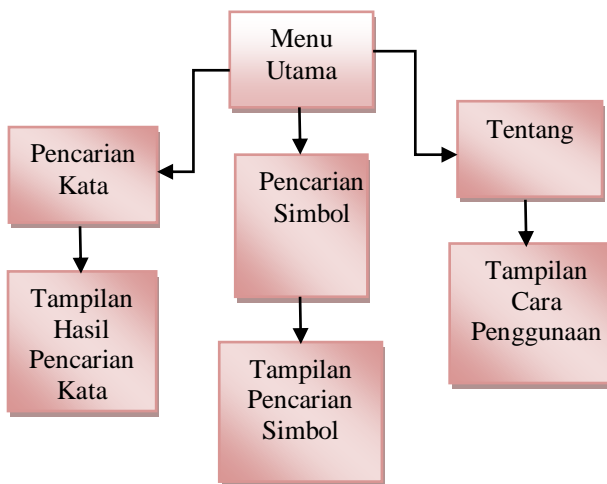 Menu
Utama
Pencarian
Kata
Pencarian
Simbol
Tentang
Tampilan
Hasil
Pencarian
Kata
Tampilan
Pencarian
Simbol
Tampilan
Cara
Penggunaan